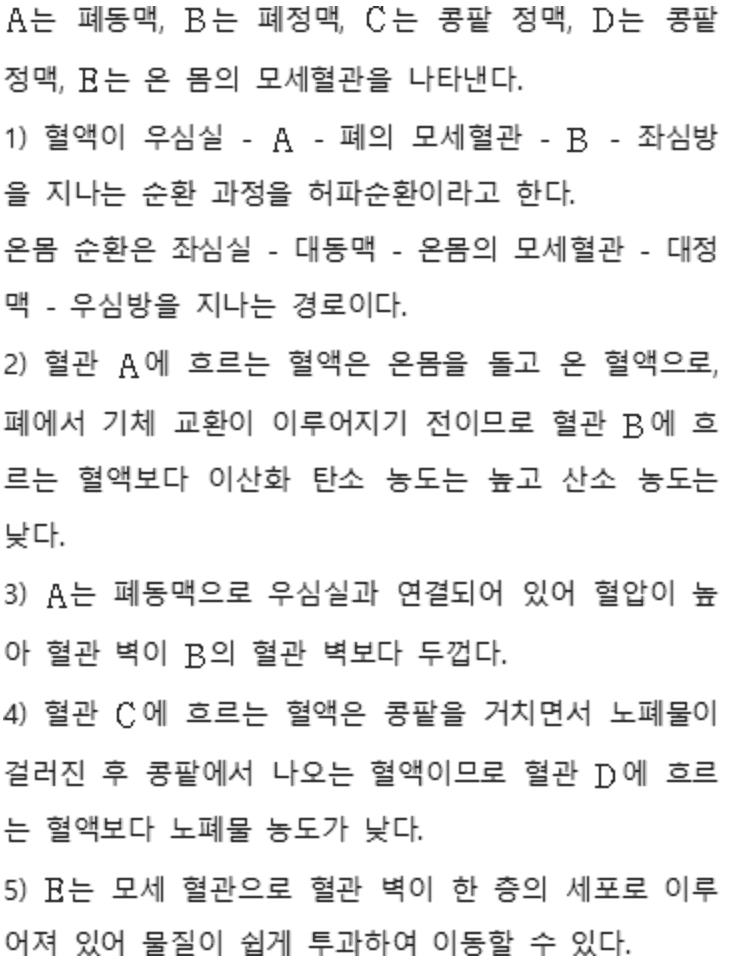 A는 폐동맥, B는 폐정맥, C는 콩팥 정맥, D는 콩팥
정맥, E는 온 몸의 모세혈관을 나타낸다.
1) 혈액이 우심실 - A - 폐의 모세혈관 - B - 좌심방
을 지나는 순환 과정을 허파순환이라고 한다.
온몸 순환은 좌심실 - 대동맥 - 온몸의 모세혈관 - 대정
맥 - 우심방을 지나는 경로이다.
2) 혈관 A에 흐르는 혈액은 온몸을 돌고 온 혈액으로,
폐에서 기체 교환이 이루어지기 전이므로 혈관 B에 흐
르는 혈액보다 이산화 탄소 농도는 높고 산소 농도는
낮다.
3) A는 폐동맥으로 우심실과 연결되어 있어 혈압이 높
아 혈관 벽이 B의 혈관 벽보다 두껍다.
4) 혈관 C에 흐르는 혈액은 콩팥을 거치면서 노폐물이
걸러진 후 콩팥에서 나오는 혈액이므로 혈관 D에 흐르
는 혈액보다 노폐물 농도가 낮다.
5) E는 모세 혈관으로 혈관 벽이 한 층의 세포로 이루
어져 있어 물질이 쉽게 투과하여 이동할 수 있다.